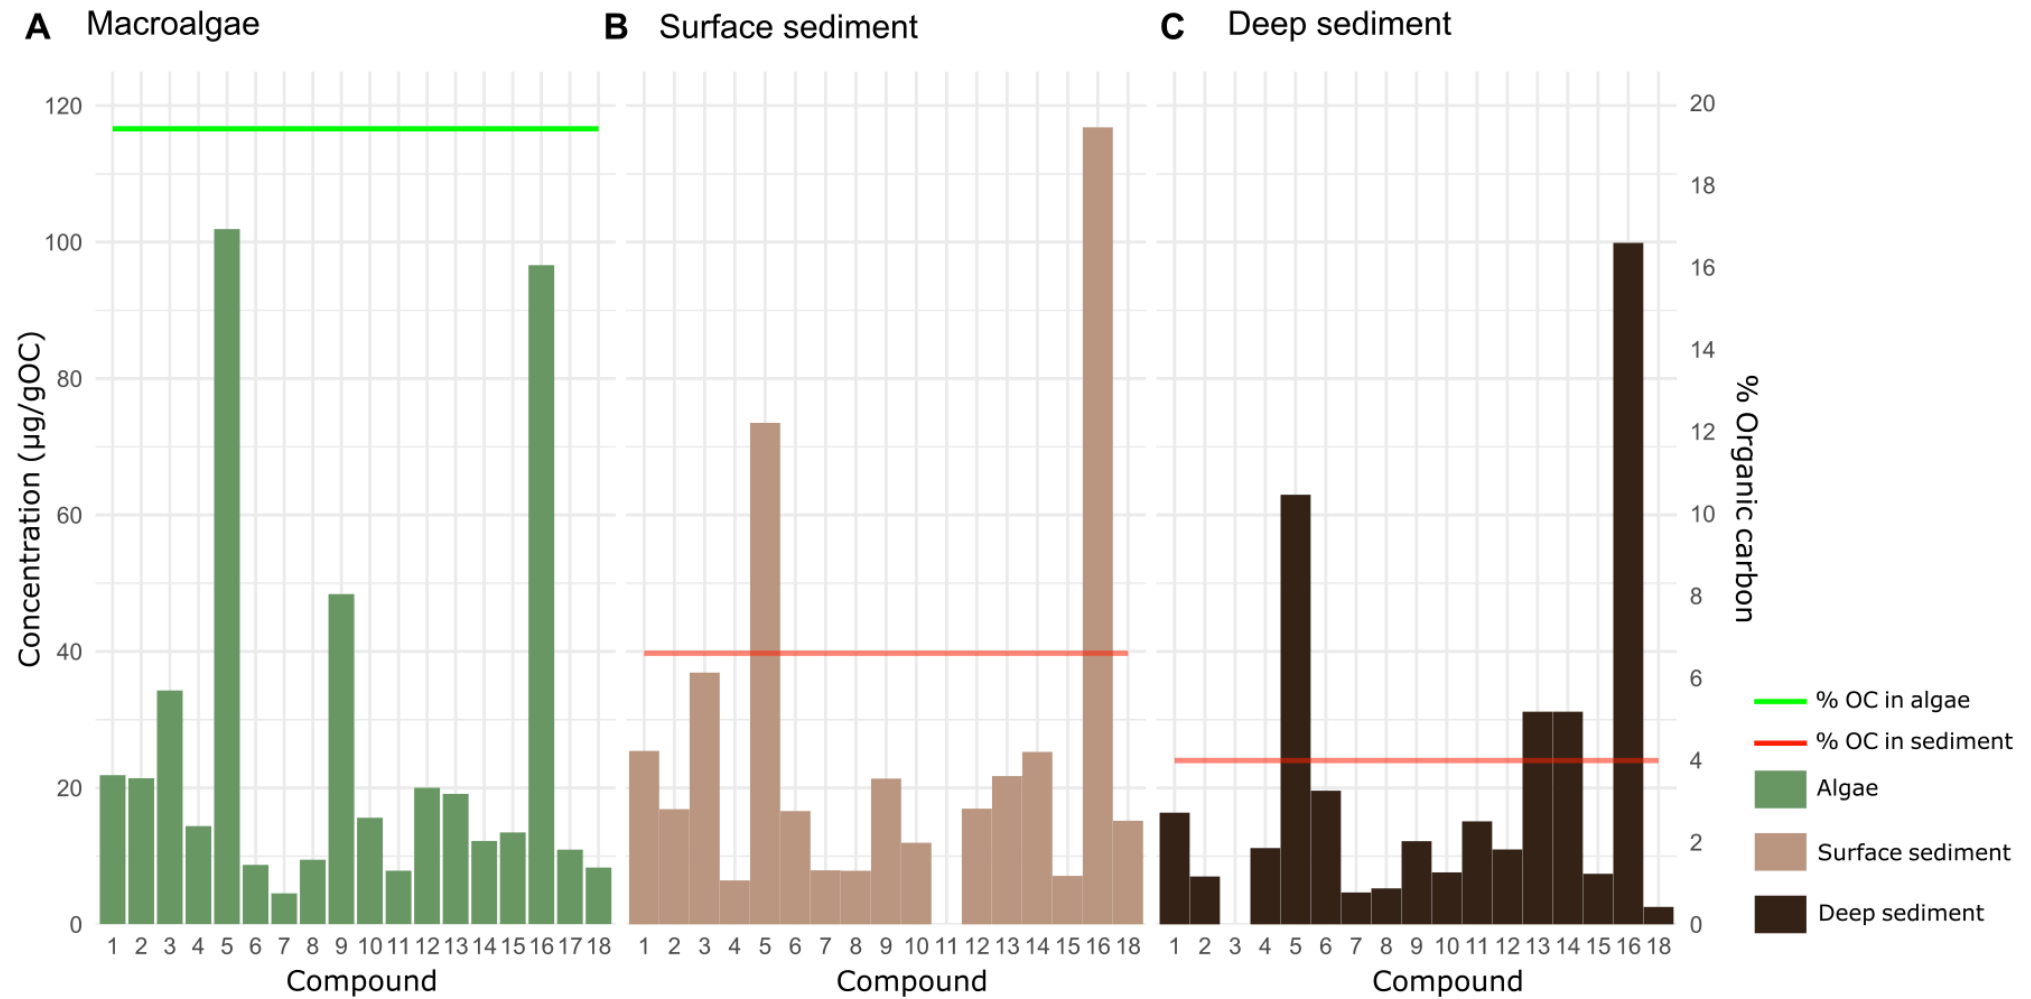 A Macroalgae
B Surface sediment
C Deep sediment
Concentration (µg/gOC)
120
100
80
60
40
20
0
1 2 3 4 5 6 7 8 9 10 11 12 13 14 15 16 17 18
Compound
1 2 3 4 5 6 7 8 9 10 11 12 13 14 15 16 18
Compound
1 2 3 4 5 6 7 8 9 10 11 12 13 14 15 16 18
Compound
20
18
16
14
12
10
8
6
4
2
0
% Organic carbon
% OC in algae
% OC in sediment
Algae
Surface sediment
Deep sediment